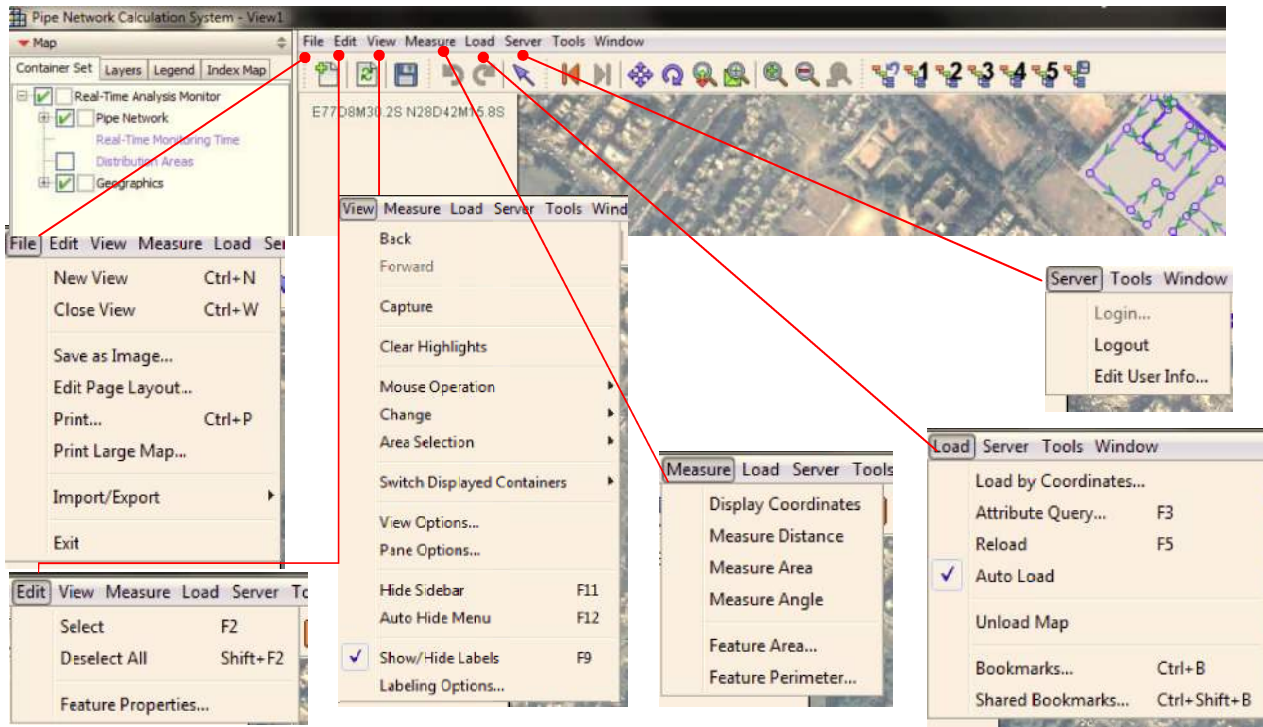 Pipe Network Calculation System - View1
Map
File Edit View Measure Load Server Tools Window
Container Set Layers Legend Index Map
Real-Time Analysis Monitor
Pipe Network
Real-Time Monitoring Time
Distribution Areas
Geographics
1 2 3 4 5
E77D8M30.2S N28D42M15.8S
File Edit View Measure Load Se
New View Ctrl+N
Close View Ctrl+W
Save as Image...
Edit Page Layout...
Print... Ctrl+P
Print Large Map...
Import/Export
Exit
Edit View Measure Load Server To
Select F2
Deselect All Shift+F2
Feature Properties...
View Measure Load Server Tools Wind
Back
Forward
Capture
Clear Highlights
Mouse Operation
Change
Area Selection
Switch Displayed Containers
View Options...
Pane Options...
Hide Sidebar F11
Auto Hide Menu F12
Show/Hide Labels F9
Labeling Options...
Measure Load Server Tools
Display Coordinates
Measure Distance
Measure Area
Measure Angle
Feature Area...
Feature Perimeter...
Server Tools Window
Login...
Logout
Edit User Info...
Load Server Tools Window
Load by Coordinates...
Attribute Query... F3
Reload F5
Auto Load
Unload Map
Bookmarks... Ctrl+B
Shared Bookmarks... Ctrl+Shift+B